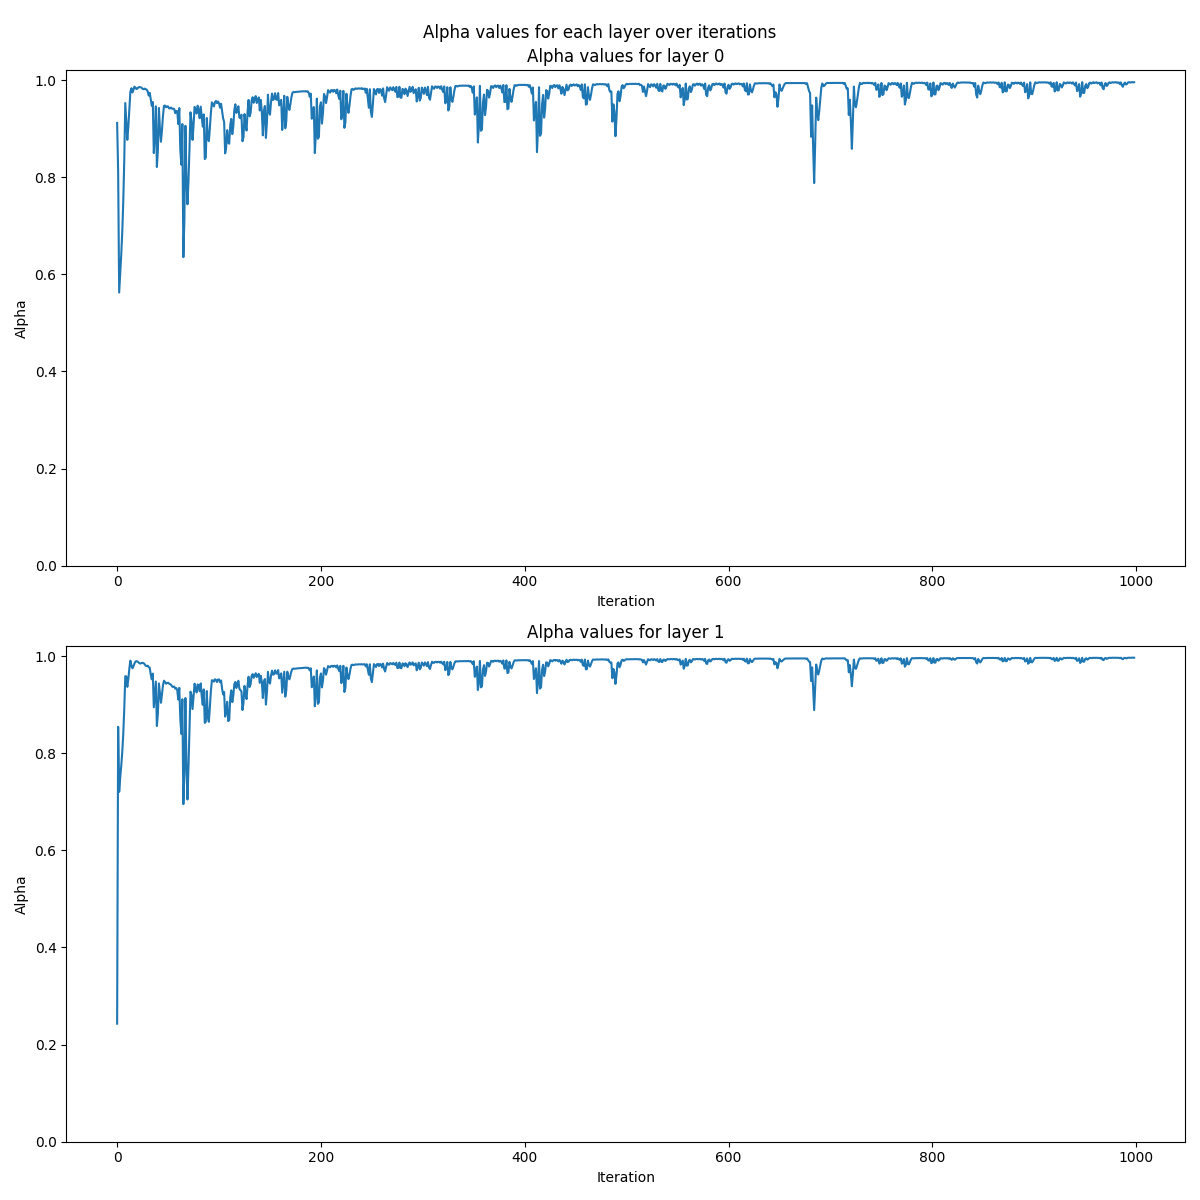 Alpha values for each layer over iterations
Alpha values for layer 0
1.0
0.8
0.6
0.4
0.2
0.0
Alpha
0 200 400 600 800 1000
Iteration
Alpha values for layer 1
1.0
0.8
0.6
0.4
0.2
0.0
Alpha
0 200 400 600 800 1000
Iteration